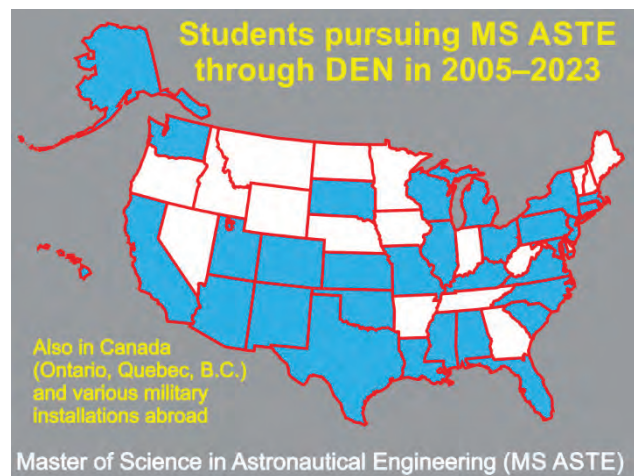 Students pursuing MS ASTE
through DEN in 2005–2023
Also in Canada
(Ontario, Quebec, B.C.)
and various military
installations abroad
Master of Science in Astronautical Engineering (MS ASTE)